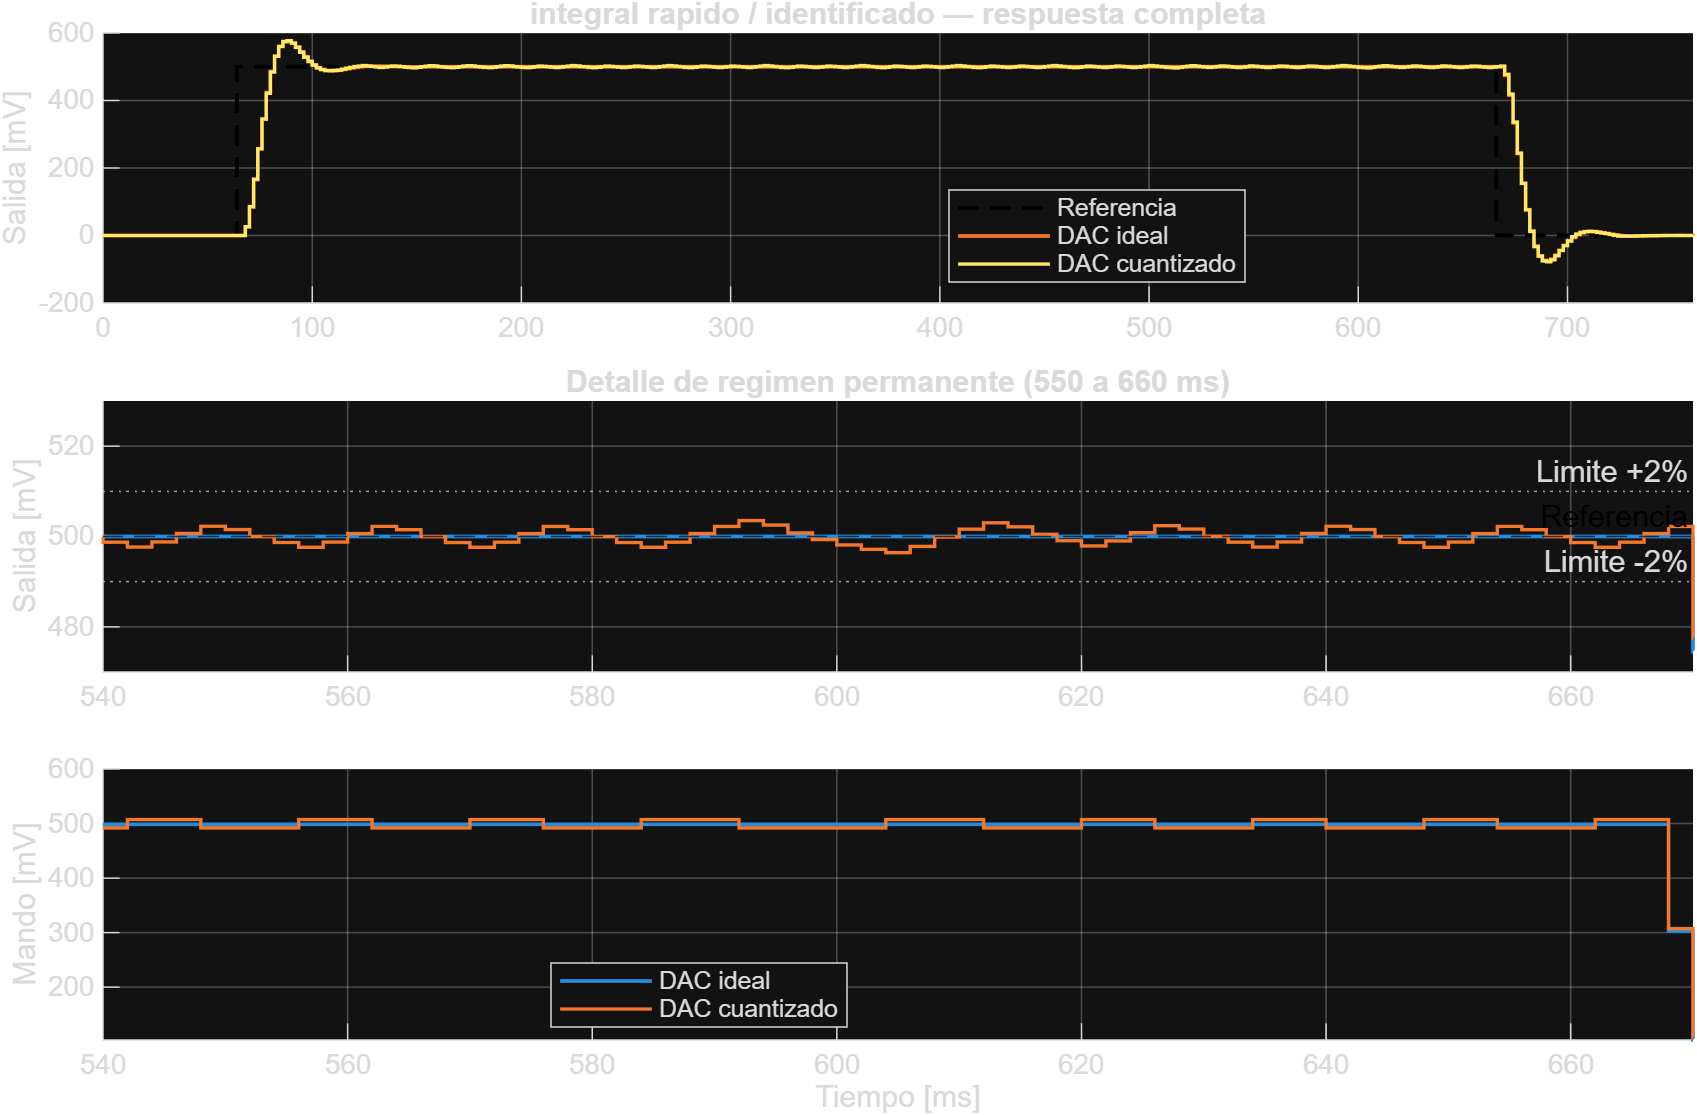 integral rapido / identificado — respuesta completa
600
400
200
0
-200
Salida [mV]
Referencia
DAC ideal
DAC cuantizado
0 100 200 300 400 500 600 700
Detalle de regimen permanente (550 a 660 ms)
520
500
480
Salida [mV]
Limite +2%
Referencia
Limite -2%
540 560 580 600 620 640 660
600
500
400
300
200
Mando [mV]
DAC ideal
DAC cuantizado
540 560 580 600 620 640 660
Tiempo [ms]